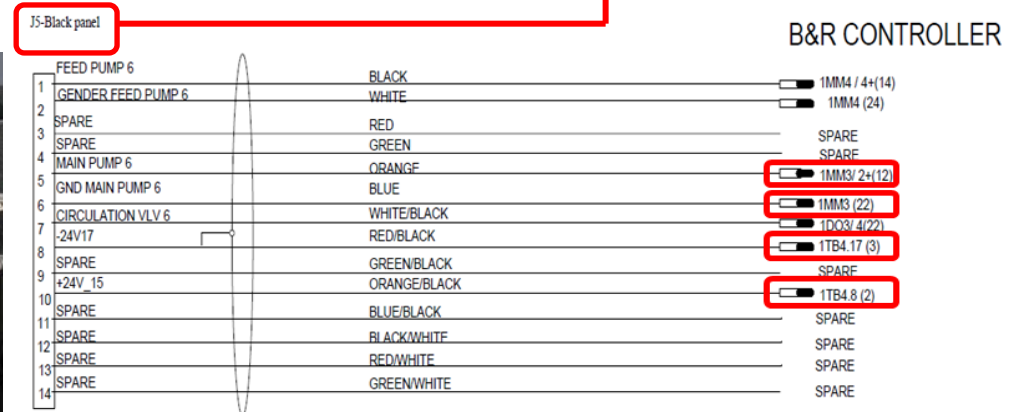 J5-Black panel
B&R CONTROLLER
FEED PUMP 6 BLACK 1MM4 / 4+(14)
1 GENDER FEED PUMP 6 WHITE 1MM4 (24)
2 SPARE RED SPARE
3 SPARE GREEN SPARE
4 MAIN PUMP 6 ORANGE 1MM3/ 2+(12)
5 GND MAIN PUMP 6 BLUE 1MM3 (22)
6 CIRCULATION VLV 6 WHITE/BLACK 1DO3/ 4(22)
7 -24V17 RED/BLACK 1TB4.17 (3)
8 SPARE GREEN/BLACK SPARE
9 +24V_15 ORANGE/BLACK 1TB4.8 (2)
10 SPARE BLUE/BLACK SPARE
11 SPARE BLACK/WHITE SPARE
12 SPARE RED/WHITE SPARE
13 SPARE GREEN/WHITE SPARE
14